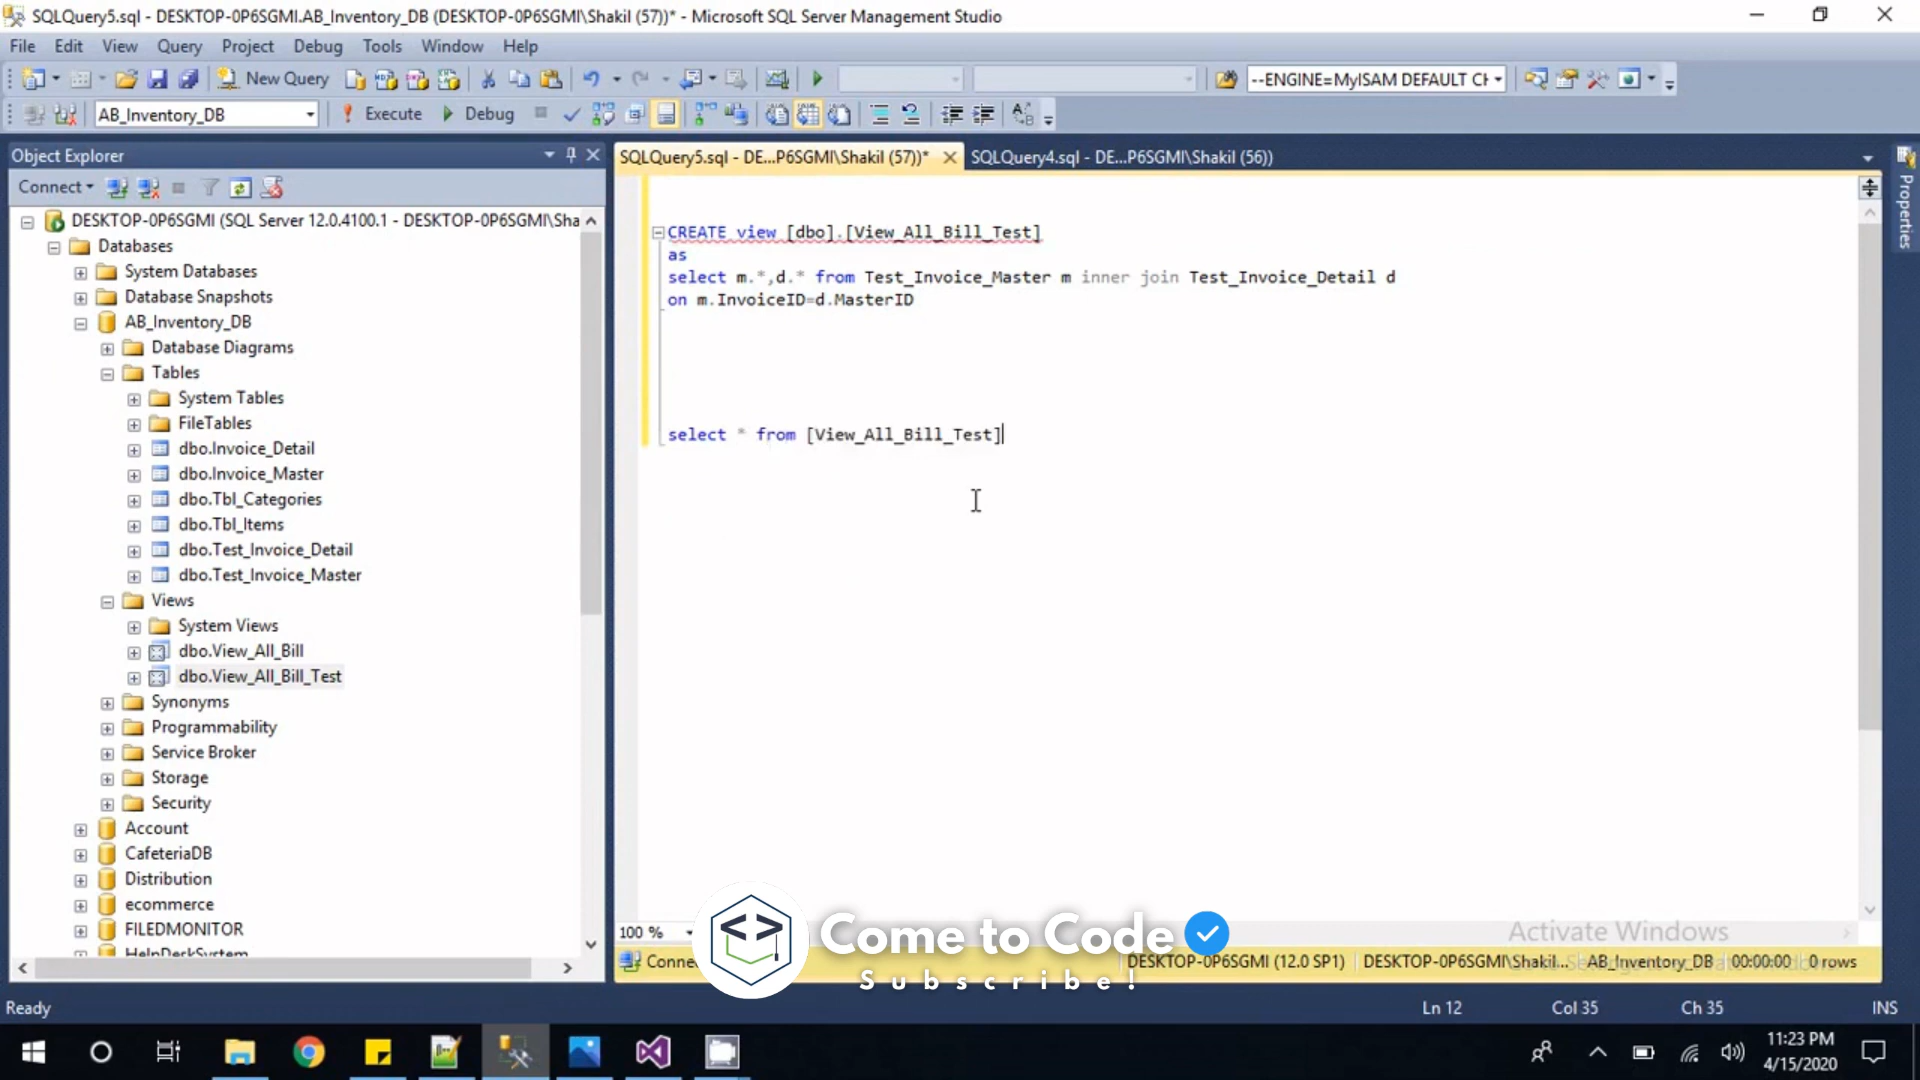 SQLQuery5.sql - DESKTOP-0P6SGMI.AB_Inventory_DB (DESKTOP-0P6SGMI\Shakil (57))* - Microsoft SQL Server Management Studio
File Edit View Query Project Debug Tools Window Help
New Query
--ENGINE=MyISAM DEFAULT CH
AB_Inventory_DB
Execute
Debug
Object Explorer
SQLQuery5.sql - DE...P6SGMI\Shakil (57))*
SQLQuery4.sql - DE...P6SGMI\Shakil (56))
Properties
Connect
DESKTOP-0P6SGMI (SQL Server 12.0.4100.1 - DESKTOP-0P6SGMI\Sha
Databases
System Databases
Database Snapshots
AB_Inventory_DB
Database Diagrams
Tables
System Tables
FileTables
dbo.Invoice_Detail
dbo.Invoice_Master
dbo.Tbl_Categories
dbo.Tbl_Items
dbo.Test_Invoice_Detail
dbo.Test_Invoice_Master
Views
System Views
dbo.View_All_Bill
dbo.View_All_Bill_Test
Synonyms
Programmability
Service Broker
Storage
Security
Account
CafeteriaDB
Distribution
ecommerce
FILEDMONITOR
HelpDeskSystem
CREATE view [dbo].[View_All_Bill_Test]
as
select m.*,d.* from Test_Invoice_Master m inner join Test_Invoice_Detail d
on m.InvoiceID=d.MasterID
select * from [View_All_Bill_Test]
100 %
Come to Code
Subscribe!
Activate Windows
Conne
DESKTOP-0P6SGMI (12.0 SP1)
DESKTOP-0P6SGMI\Shakil...
AB_Inventory_DB
00:00:00
0 rows
Ready
Ln 12
Col 35
Ch 35
INS
11:23 PM
4/15/2020